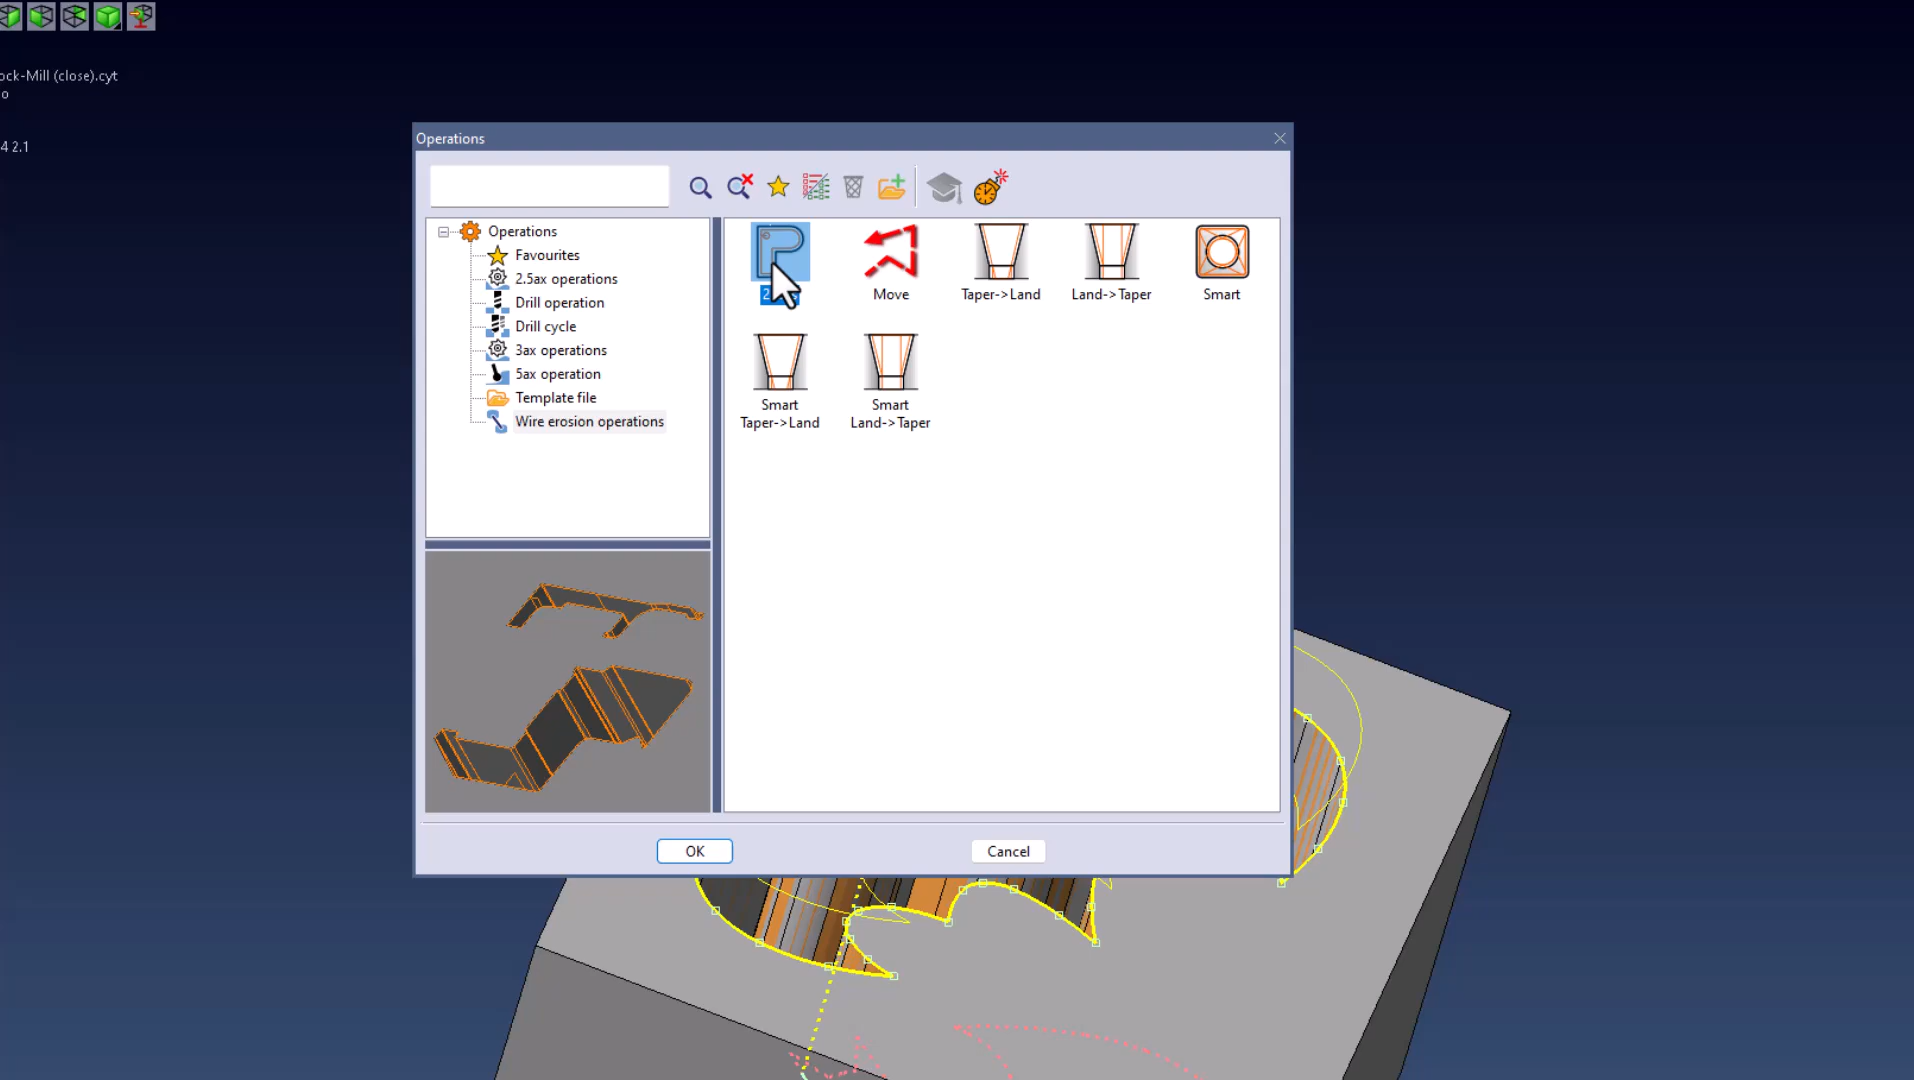 ock-Mill (close).cyt
o
4 2.1
Operations
Operations
Favourites
2.5ax operations
Drill operation
Drill cycle
3ax operations
5ax operation
Template file
Wire erosion operations
Move
Taper->Land
Land->Taper
Smart
Smart
Taper->Land
Smart
Land->Taper
OK
Cancel